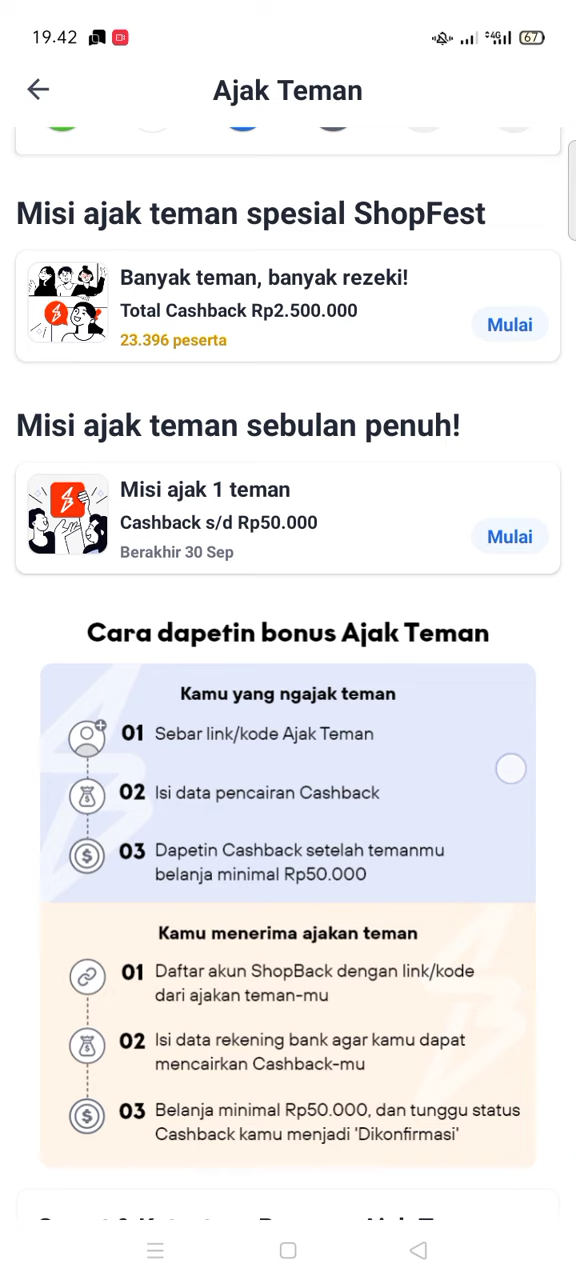 19.42
4G
67
Ajak Teman
Misi ajak teman spesial ShopFest
Banyak teman, banyak rezeki!
Total Cashback Rp2.500.000
23.396 peserta
Mulai
Misi ajak teman sebulan penuh!
Misi ajak 1 teman
Cashback s/d Rp50.000
Berakhir 30 Sep
Mulai
Cara dapetin bonus Ajak Teman
Kamu yang ngajak teman
01 Sebar link/kode Ajak Teman
02 Isi data pencairan Cashback
03 Dapetin Cashback setelah temanmu
belanja minimal Rp50.000
Kamu menerima ajakan teman
01 Daftar akun ShopBack dengan link/kode
dari ajakan teman-mu
02 Isi data rekening bank agar kamu dapat
mencairkan Cashback-mu
03 Belanja minimal Rp50.000, dan tunggu status
Cashback kamu menjadi 'Dikonfirmasi'